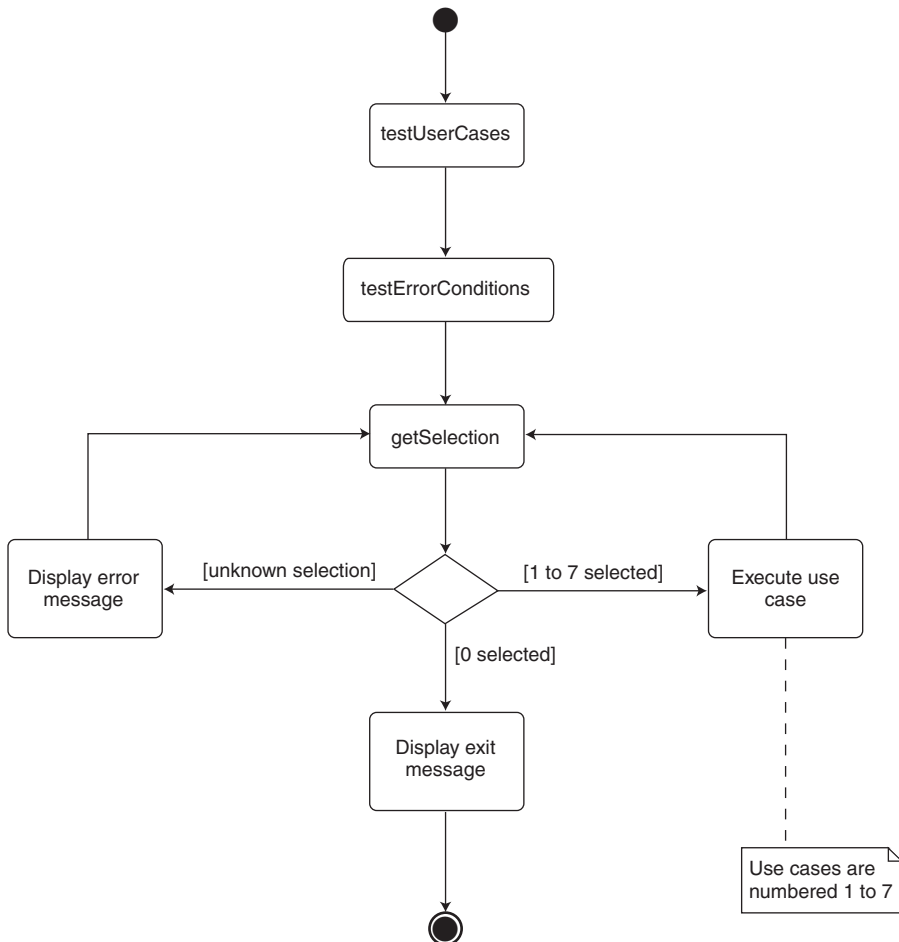 testUserCases
testErrorConditions
getSelection
Display error
message
[unknown selection]
[1 to 7 selected]
Execute use
case
[0 selected]
Display exit
message
Use cases are
numbered 1 to 7